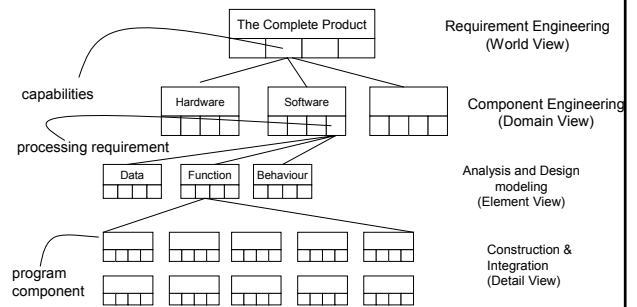 The Complete Product
Requirement Engineering
(World View)
capabilities
Hardware
Software
Component Engineering
(Domain View)
processing requirement
Data
Function
Behaviour
Analysis and Design
modeling
(Element View)
program
component
Construction &
Integration
(Detail View)